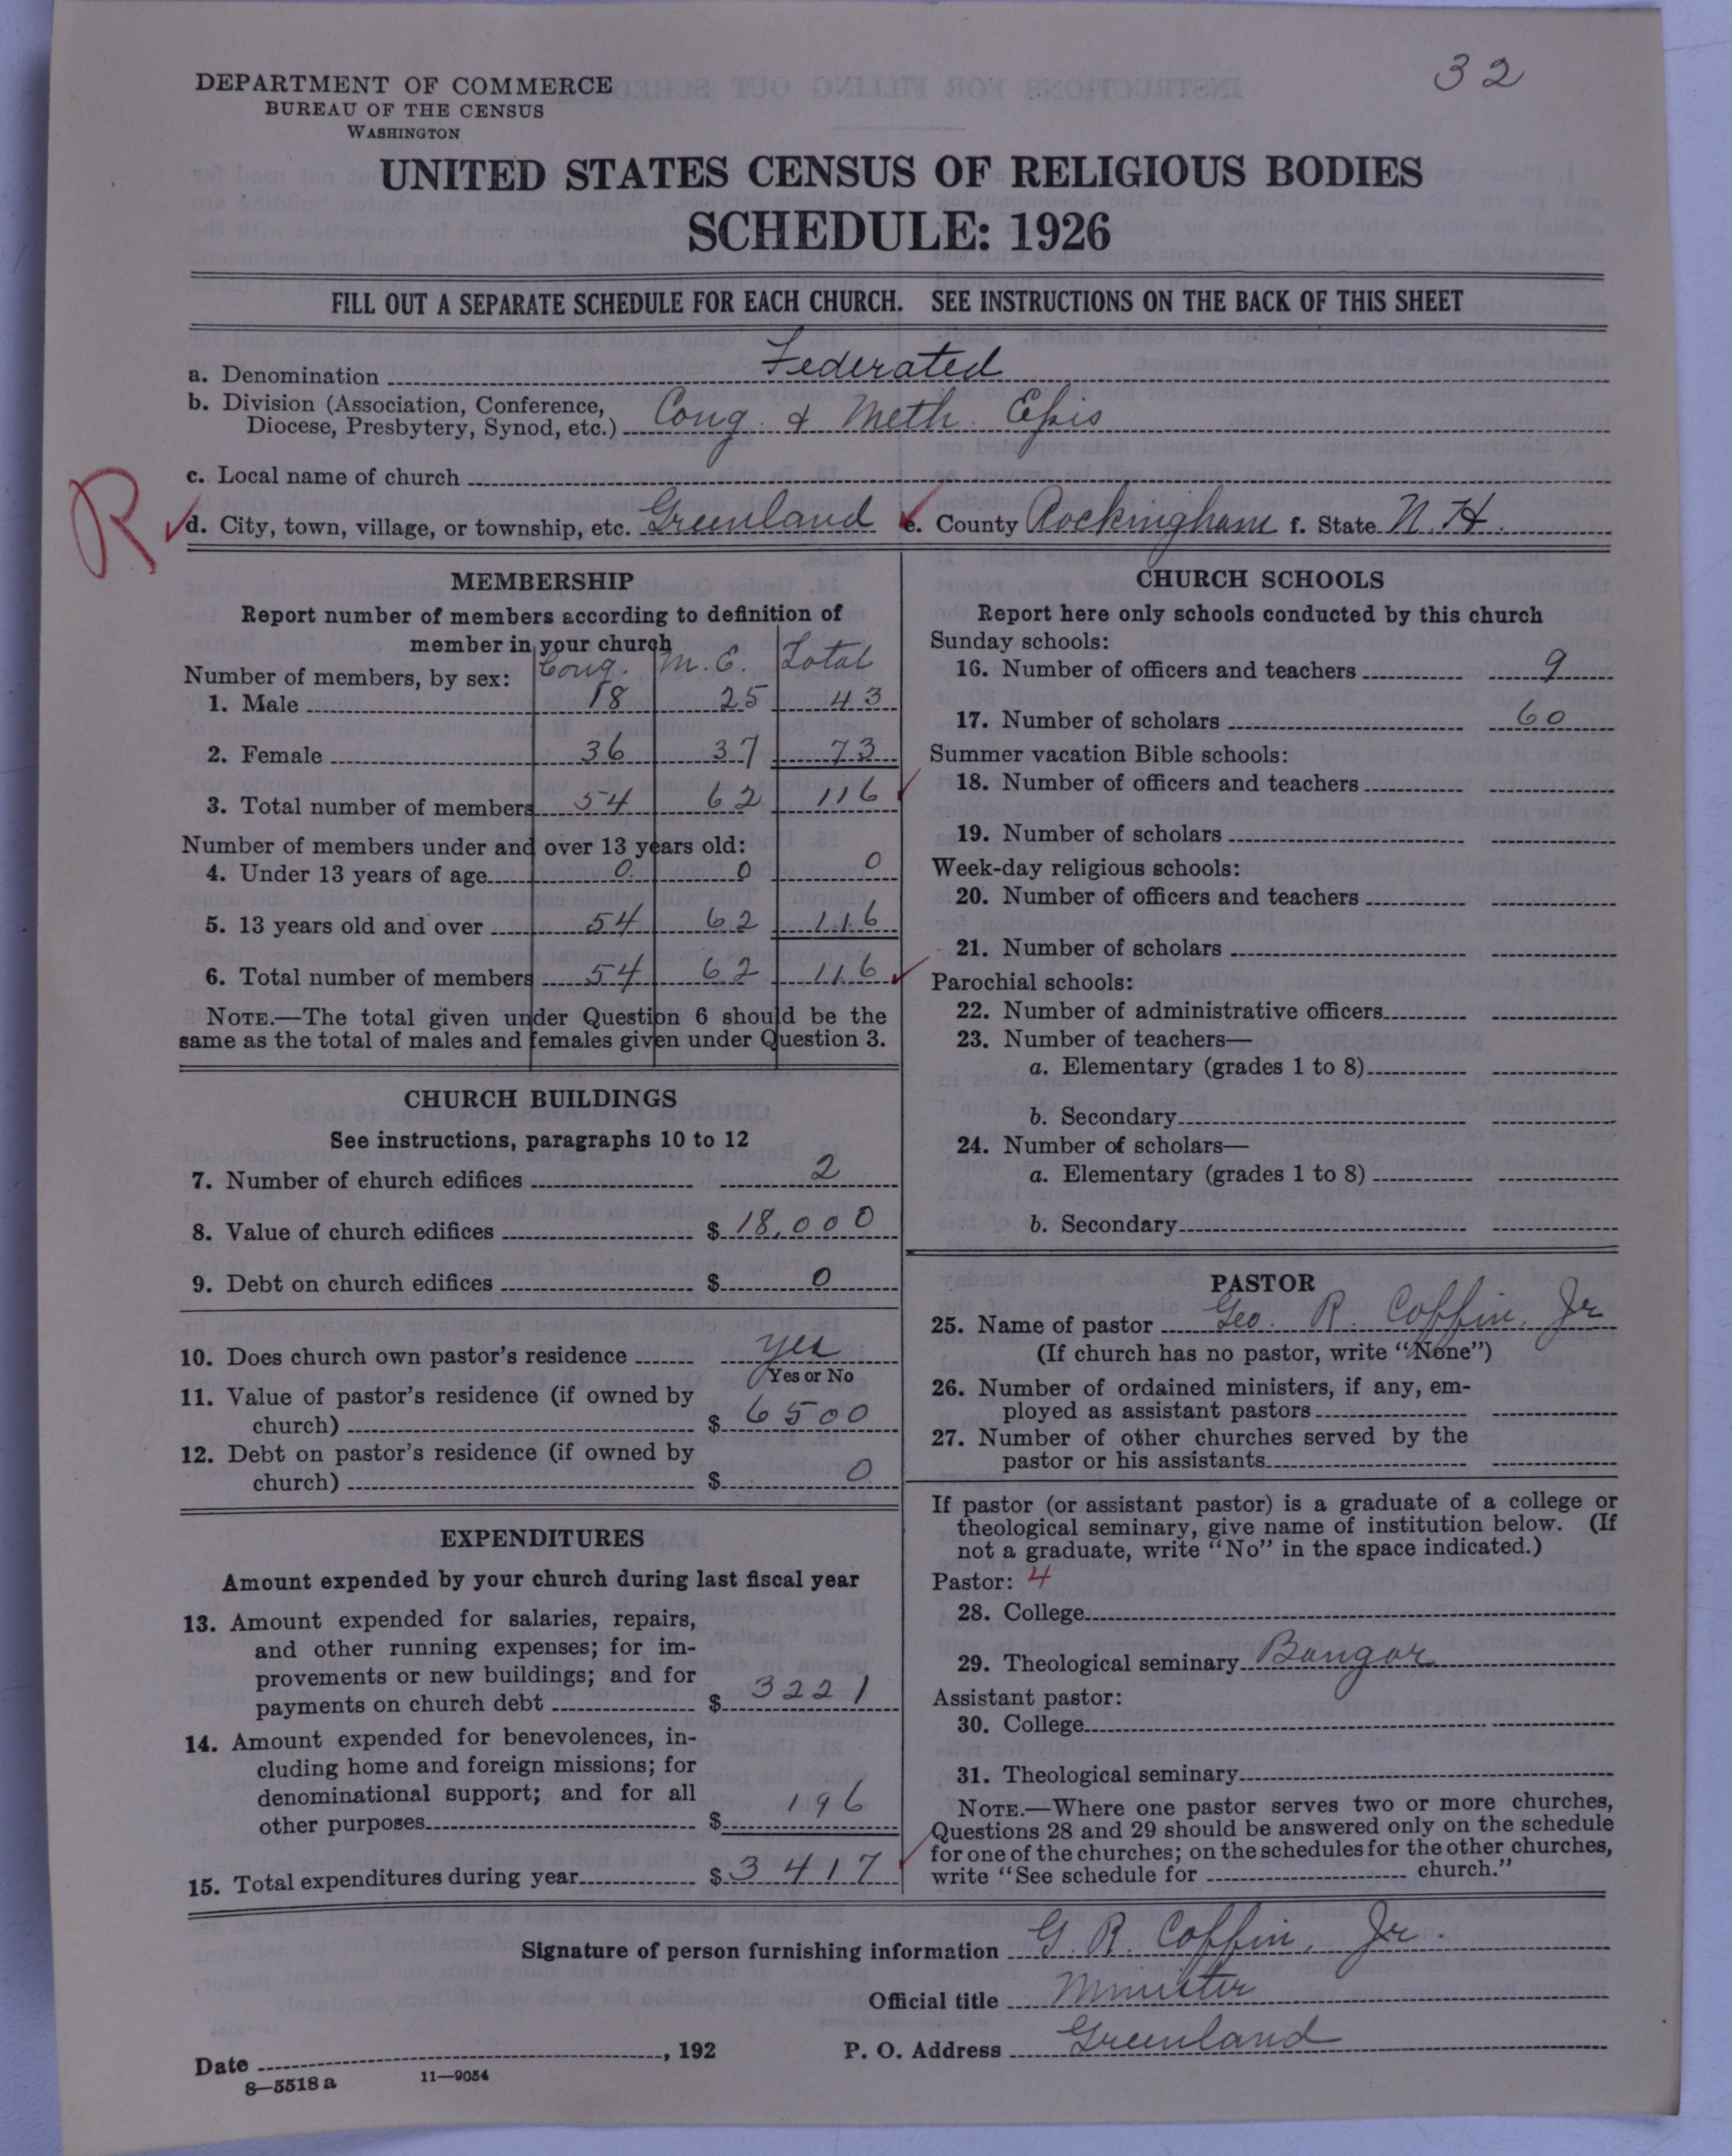 32
DEPARTMENT OF COMMERCE
BUREAU OF THE CENSUS
WASHINGTON
UNITED STATES CENSUS OF RELIGIOUS BODIES
SCHEDULE: 1926
FILL OUT A SEPARATE SCHEDULE FOR EACH CHURCH. SEE INSTRUCTIONS ON THE BACK OF THIS SHEET
a. Denomination Federated
b. Division (Association, Conference,
Diocese, Presbytery, Synod, etc.) Cong. & Meth. Epis
c. Local name of church
R
d. City, town, village, or township, etc. Greenland e. County Rockingham f. State N. H.
MEMBERSHIP
Report number of members according to definition of
member in your church
Number of members, by sex: Cong. M. E. Total
1. Male 18 25 43
2. Female 36 37 73
3. Total number of members 54 62 116
Number of members under and over 13 years old:
4. Under 13 years of age 0 0 0
5. 13 years old and over 54 62 116
6. Total number of members 54 62 116
NOTE.—The total given under Question 6 should be the
same as the total of males and females given under Question 3.
CHURCH BUILDINGS
See instructions, paragraphs 10 to 12
7. Number of church edifices 2
8. Value of church edifices $ 18,000
9. Debt on church edifices $ 0
10. Does church own pastor's residence yes
Yes or No
11. Value of pastor's residence (if owned by
church) $ 6500
12. Debt on pastor's residence (if owned by
church) $ 0
EXPENDITURES
Amount expended by your church during last fiscal year
13. Amount expended for salaries, repairs,
and other running expenses; for im-
provements or new buildings; and for
payments on church debt $ 3221
14. Amount expended for benevolences, in-
cluding home and foreign missions; for
denominational support; and for all
other purposes $ 196
15. Total expenditures during year $ 3417
CHURCH SCHOOLS
Report here only schools conducted by this church
Sunday schools:
16. Number of officers and teachers 9
17. Number of scholars 60
Summer vacation Bible schools:
18. Number of officers and teachers
19. Number of scholars
Week-day religious schools:
20. Number of officers and teachers
21. Number of scholars
Parochial schools:
22. Number of administrative officers
23. Number of teachers—
a. Elementary (grades 1 to 8)
b. Secondary
24. Number of scholars—
a. Elementary (grades 1 to 8)
b. Secondary
PASTOR
25. Name of pastor Geo. R. Coffin, Jr
(If church has no pastor, write "None")
26. Number of ordained ministers, if any, em-
ployed as assistant pastors
27. Number of other churches served by the
pastor or his assistants
If pastor (or assistant pastor) is a graduate of a college or
theological seminary, give name of institution below. (If
not a graduate, write "No" in the space indicated.)
Pastor: 4
28. College
29. Theological seminary Bangor
Assistant pastor:
30. College
31. Theological seminary
NOTE.—Where one pastor serves two or more churches,
Questions 28 and 29 should be answered only on the schedule
for one of the churches; on the schedules for the other churches,
write "See schedule for church."
Signature of person furnishing information G. R. Coffin, Jr.
Official title Minister
Date , 192 P. O. Address Greenland
8—5518 a 11—9054